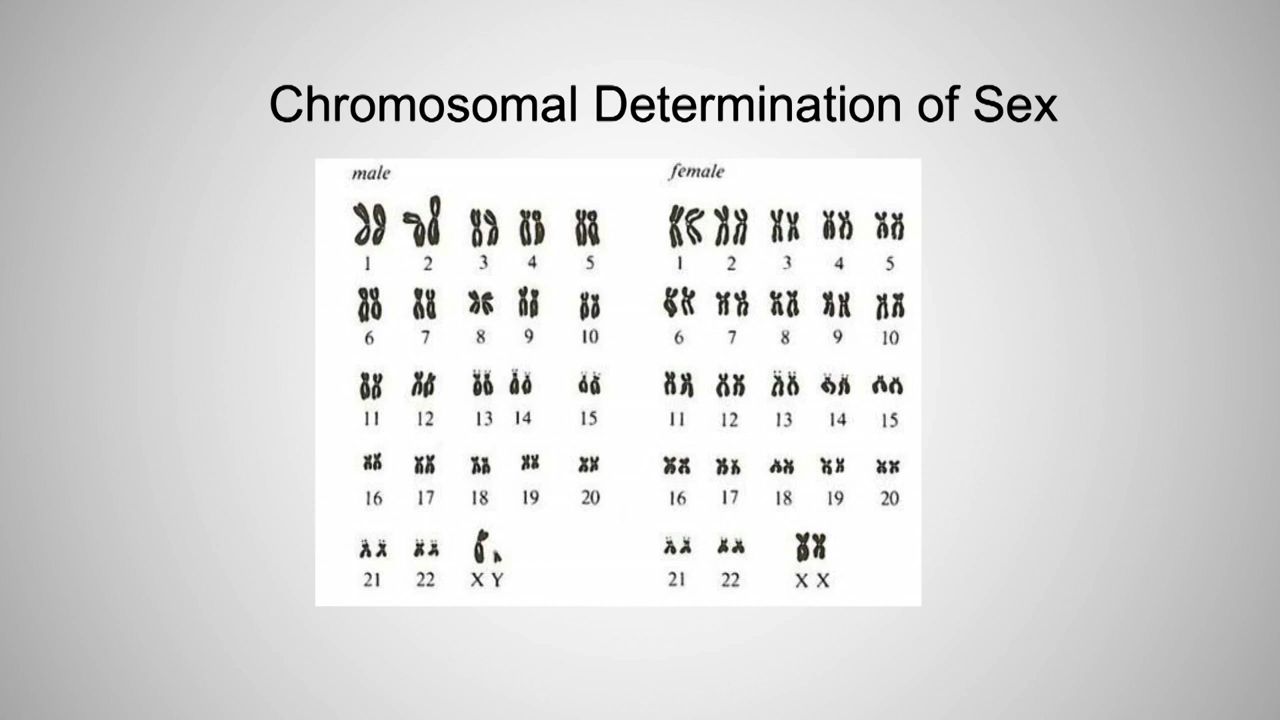 Chromosomal Determination of Sex
male
1 2 3 4 5
6 7 8 9 10
11 12 13 14 15
16 17 18 19 20
21 22 X Y
female
1 2 3 4 5
6 7 8 9 10
11 12 13 14 15
16 17 18 19 20
21 22 X X